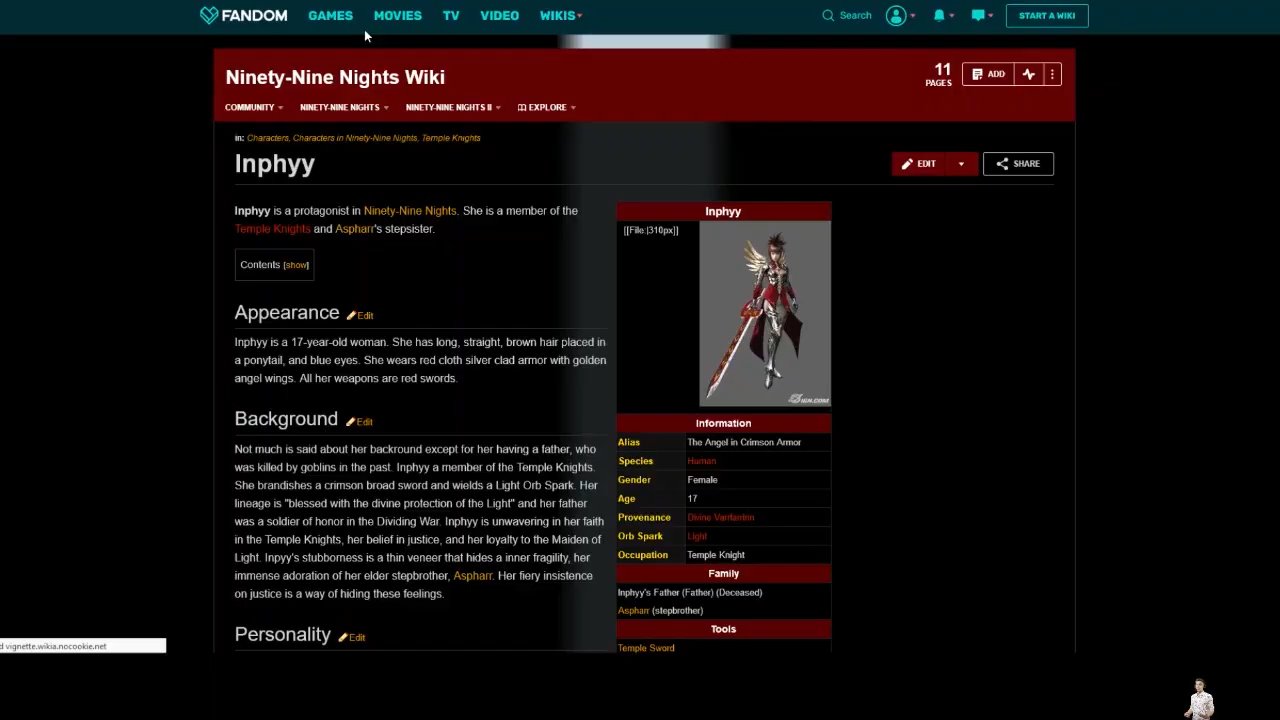 FANDOM GAMES MOVIES TV VIDEO WIKIS Search START A WIKI
Ninety-Nine Nights Wiki
11 PAGES
ADD
COMMUNITY NINETY-NINE NIGHTS NINETY-NINE NIGHTS II EXPLORE
in: Characters, Characters in Ninety-Nine Nights, Temple Knights
Inphyy
EDIT SHARE
Inphyy is a protagonist in Ninety-Nine Nights. She is a member of the
Temple Knights and Aspharr's stepsister.
Contents [show]
Appearance Edit
Inphyy is a 17-year-old woman. She has long, straight, brown hair placed in
a ponytail, and blue eyes. She wears red cloth silver clad armor with golden
angel wings. All her weapons are red swords.
Background Edit
Not much is said about her backround except for her having a father, who
was killed by goblins in the past. Inphyy a member of the Temple Knights.
She brandishes a crimson broad sword and wields a Light Orb Spark. Her
lineage is "blessed with the divine protection of the Light" and her father
was a soldier of honor in the Dividing War. Inphyy is unwavering in her faith
in the Temple Knights, her belief in justice, and her loyalty to the Maiden of
Light. Inpyy's stubborness is a thin veneer that hides a inner fragility, her
immense adoration of her elder stepbrother, Aspharr. Her fiery insistence
on justice is a way of hiding these feelings.
Personality Edit
Inphyy
[[File:|310px]]
IGN.COM
Information
Alias The Angel in Crimson Armor
Species Human
Gender Female
Age 17
Provenance Divine
Orb Spark Light
Occupation Temple Knight
Family
Inphyy's Father (Father) (Deceased)
Aspharr (stepbrother)
Tools
Temple Sword
d vignette.wikia.nocookie.net